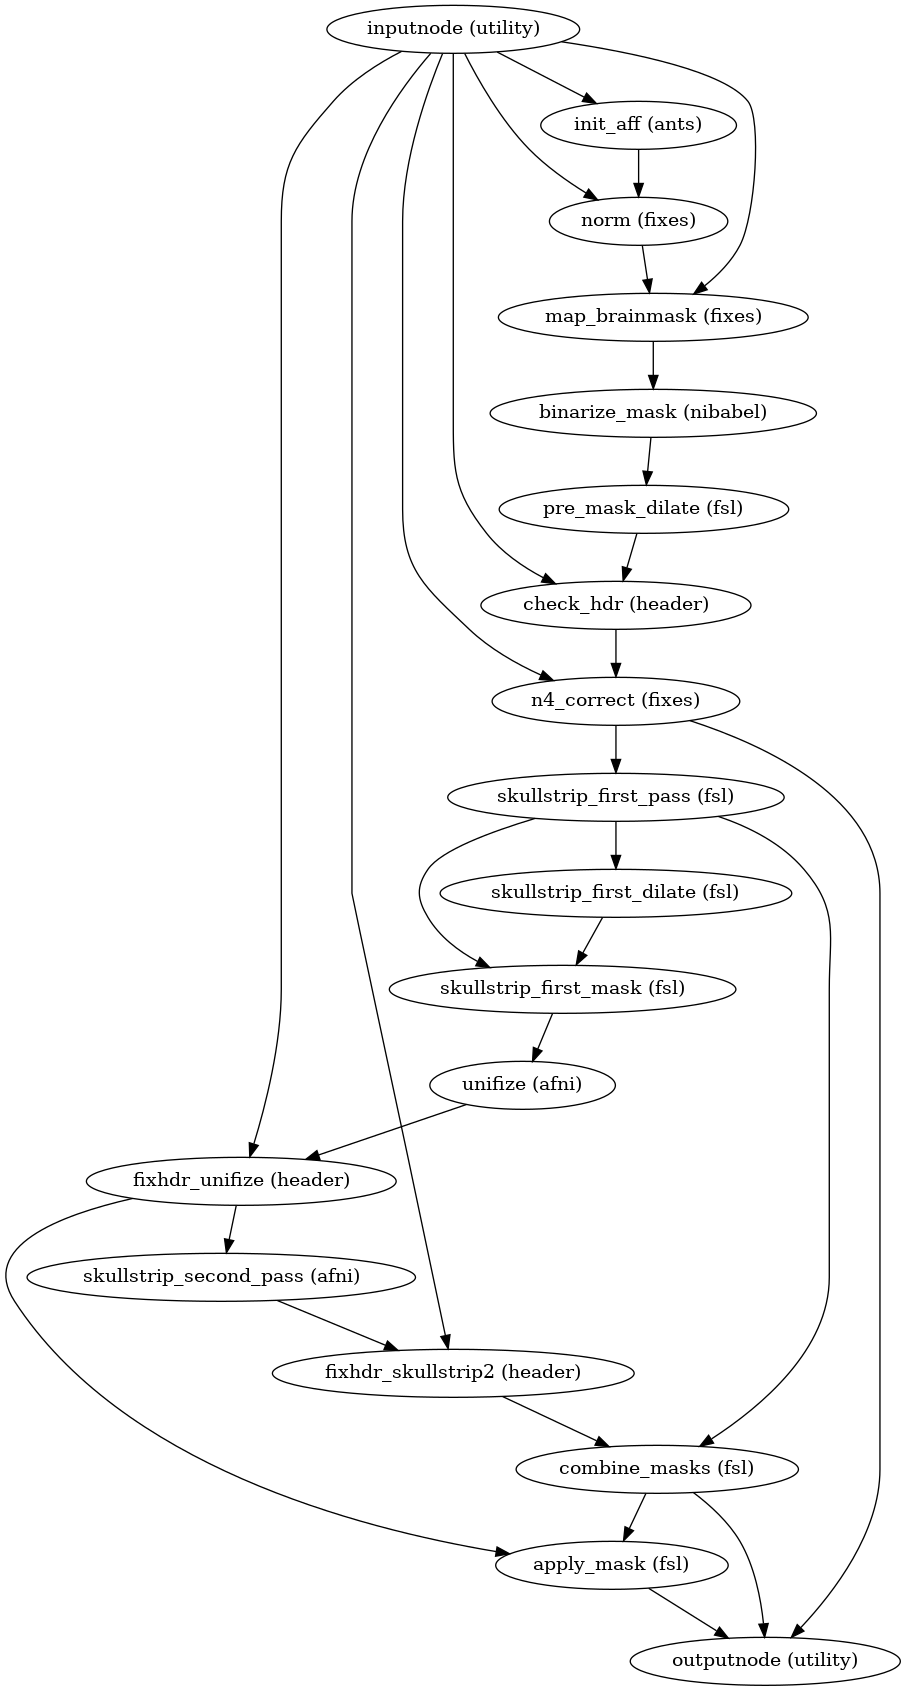 inputnode (utility)
init_aff (ants)
norm (fixes)
map_brainmask (fixes)
binarize_mask (nibabel)
pre_mask_dilate (fsl)
check_hdr (header)
n4_correct (fixes)
skullstrip_first_pass (fsl)
skullstrip_first_dilate (fsl)
skullstrip_first_mask (fsl)
unifize (afni)
fixhdr_unifize (header)
skullstrip_second_pass (afni)
fixhdr_skullstrip2 (header)
combine_masks (fsl)
apply_mask (fsl)
outputnode (utility)